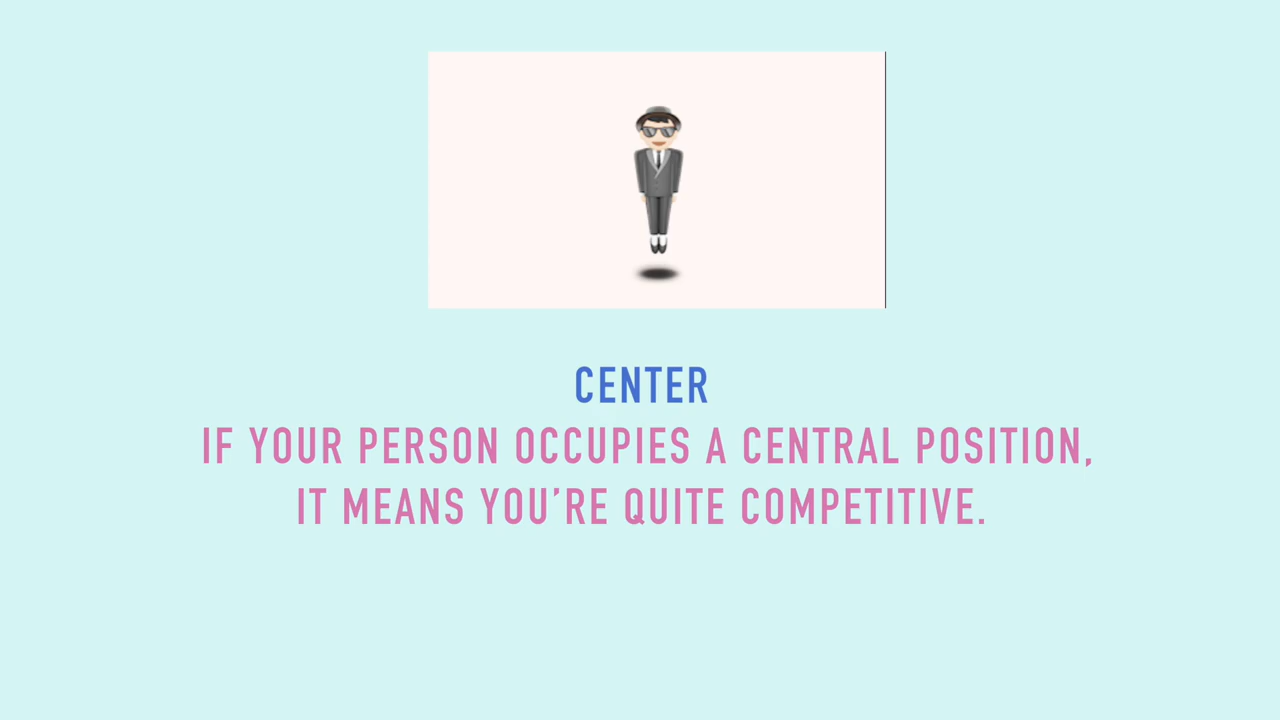 CENTER
IF YOUR PERSON OCCUPIES A CENTRAL POSITION,
IT MEANS YOU’RE QUITE COMPETITIVE.